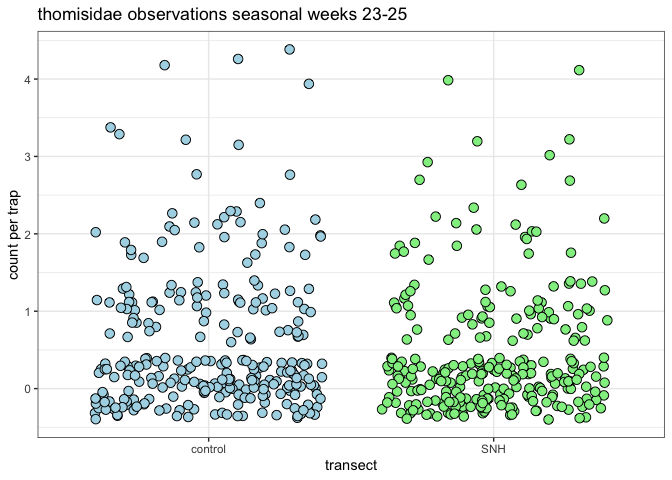 thomisidae observations seasonal weeks 23-25
4
3
2
1
0
count per trap
control SNH
transect